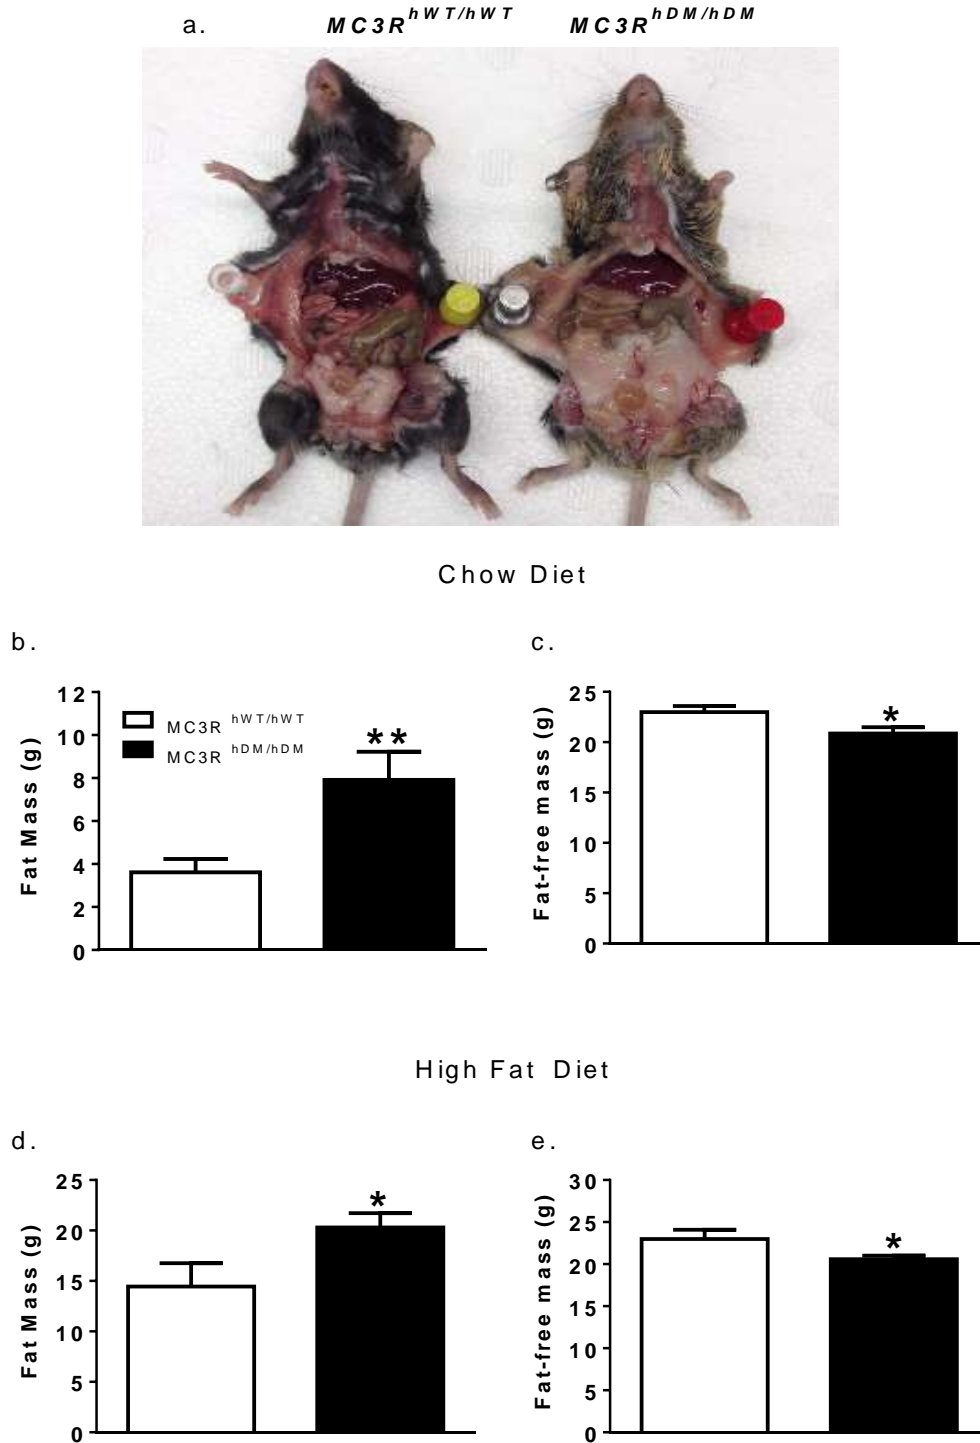 a. MC3R hWT/hWT MC3R hDM/hDM
Chow Diet
b.
12
10
8
6
4
2
0
Fat Mass (g)
MC3R hWT/hWT
MC3R hDM/hDM
**
c.
25
20
15
10
5
0
Fat-free mass (g)
*
High Fat Diet
d.
25
20
15
10
5
0
Fat Mass (g)
*
e.
30
25
20
15
10
5
0
Fat-free mass (g)
*